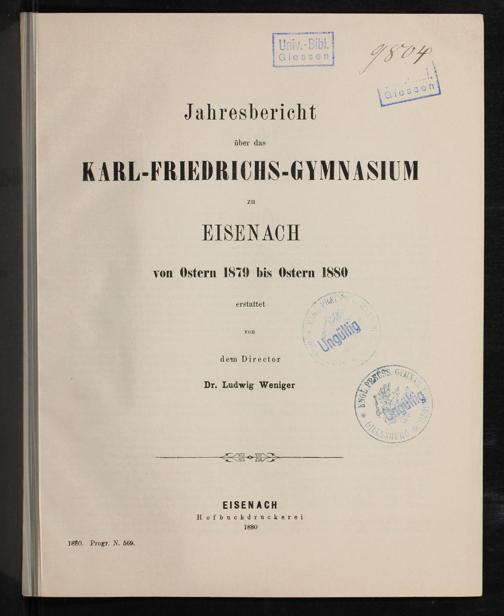 Univ.-Bibl.
Giessen
9804
Giessen
Jahresbericht
über das
KARL-FRIEDRICHS-GYMNASIUM
zu
EISENACH
von Ostern 1879 bis Ostern 1880
erstattet
von
dem Director
Dr. Ludwig Weniger
Ungültig
Ungültig
EISENACH
Hofbuchdruckerei
1880
1880. Progr. N. 569.